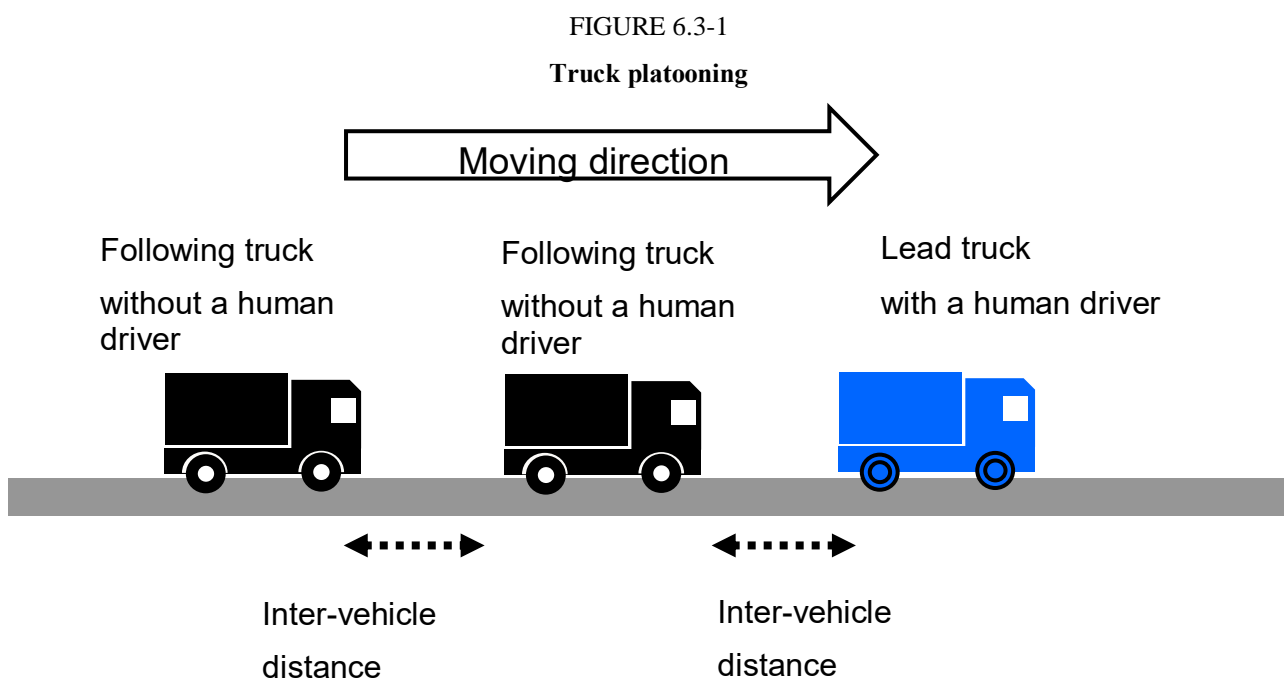 FIGURE 6.3-1
Truck platooning
Moving direction
Following truck
without a human
driver
Following truck
without a human
driver
Lead truck
with a human driver
Inter-vehicle
distance
Inter-vehicle
distance